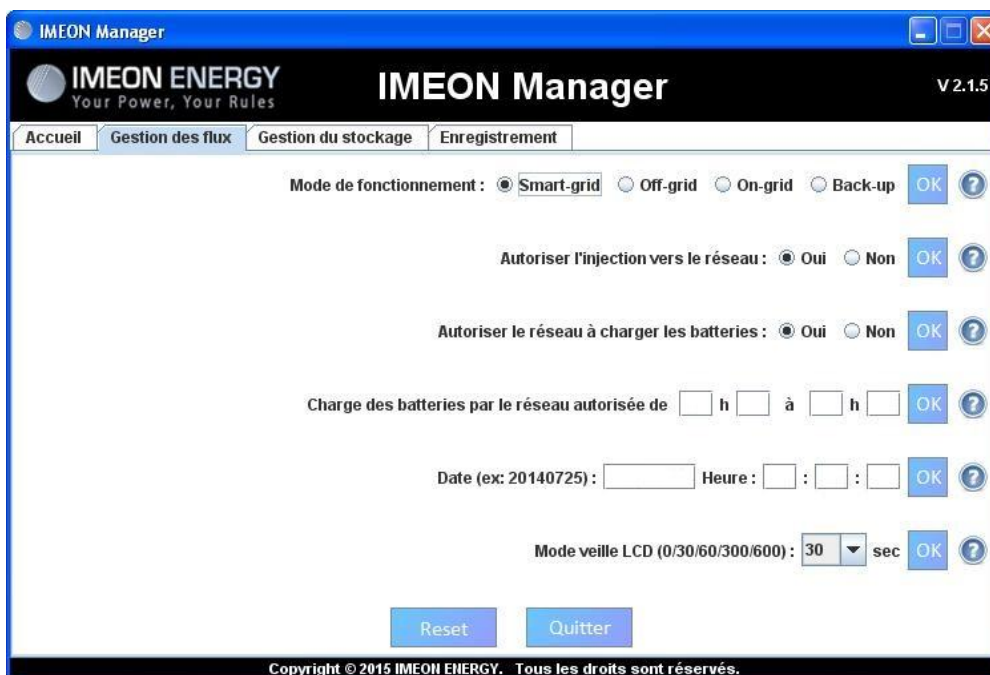 IMEON Manager
IMEON ENERGY
Your Power, Your Rules
IMEON Manager
V 2.1.5
Accueil Gestion des flux Gestion du stockage Enregistrement
Mode de fonctionnement : Smart-grid Off-grid On-grid Back-up OK ?
Autoriser l'injection vers le réseau : Oui Non OK ?
Autoriser le réseau à charger les batteries : Oui Non OK ?
Charge des batteries par le réseau autorisée de h à h OK ?
Date (ex: 20140725) : Heure : : : OK ?
Mode veille LCD (0/30/60/300/600) : 30 sec OK ?
Reset Quitter
Copyright © 2015 IMEON ENERGY. Tous les droits sont réservés.